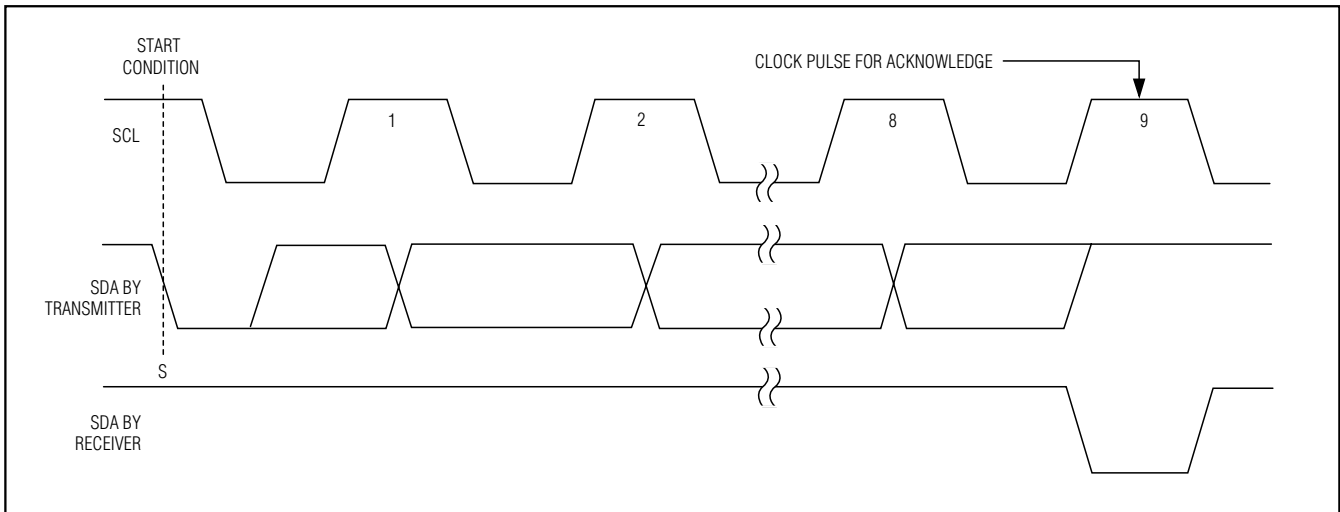 START
CONDITION
CLOCK PULSE FOR ACKNOWLEDGE
SCL
1
2
8
9
SDA BY
TRANSMITTER
S
SDA BY
RECEIVER